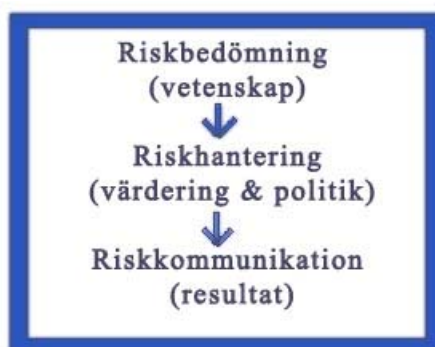 Riskbedömning
(vetenskap)
Riskhantering
(värdering & politik)
Riskkommunikation
(resultat)